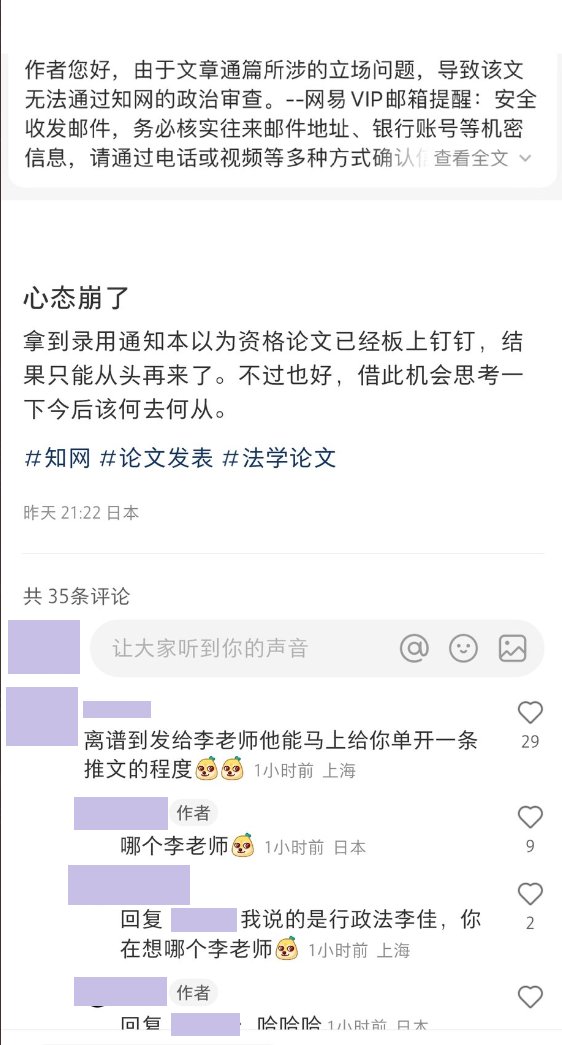 作者您好，由于文章通篇所涉的立场问题，导致该文
无法通过知网的政治审查。--网易VIP邮箱提醒：安全
收发邮件，务必核实往来邮件地址、银行账号等机密
信息，请通过电话或视频等多种方式确认信 查看全文
心态崩了
拿到录用通知本以为资格论文已经板上钉钉，结
果只能从头再来了。不过也好，借此机会思考一
下今后该何去何从。
#知网 #论文发表 #法学论文
昨天 21:22 日本
共 35条评论
让大家听到你的声音
离谱到发给李老师他能马上给你单开一条
推文的程度 1小时前 上海
29
作者
哪个李老师 1小时前 日本
9
回复 我说的是行政法李佳，你
在想哪个李老师 1小时前 上海
2
作者
回复 ：哈哈哈 1小时前 日本